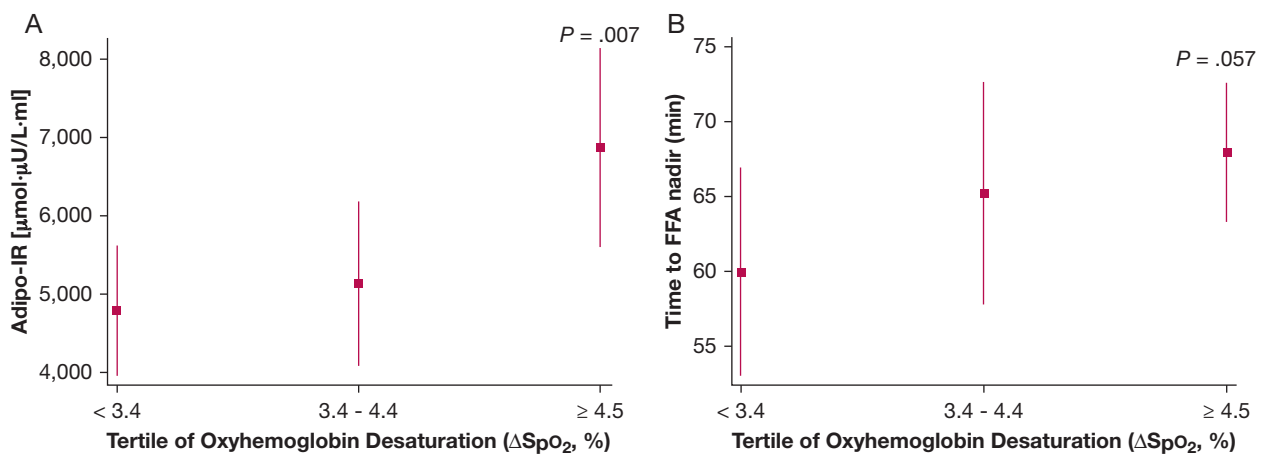 A
P = .007
Adipo-IR [μmol·μU/L·ml]
8,000
7,000
6,000
5,000
4,000
< 3.4
3.4 - 4.4
≥ 4.5
Tertile of Oxyhemoglobin Desaturation (ΔSpO₂, %)
B
P = .057
Time to FFA nadir (min)
75
70
65
60
55
< 3.4
3.4 - 4.4
≥ 4.5
Tertile of Oxyhemoglobin Desaturation (ΔSpO₂, %)